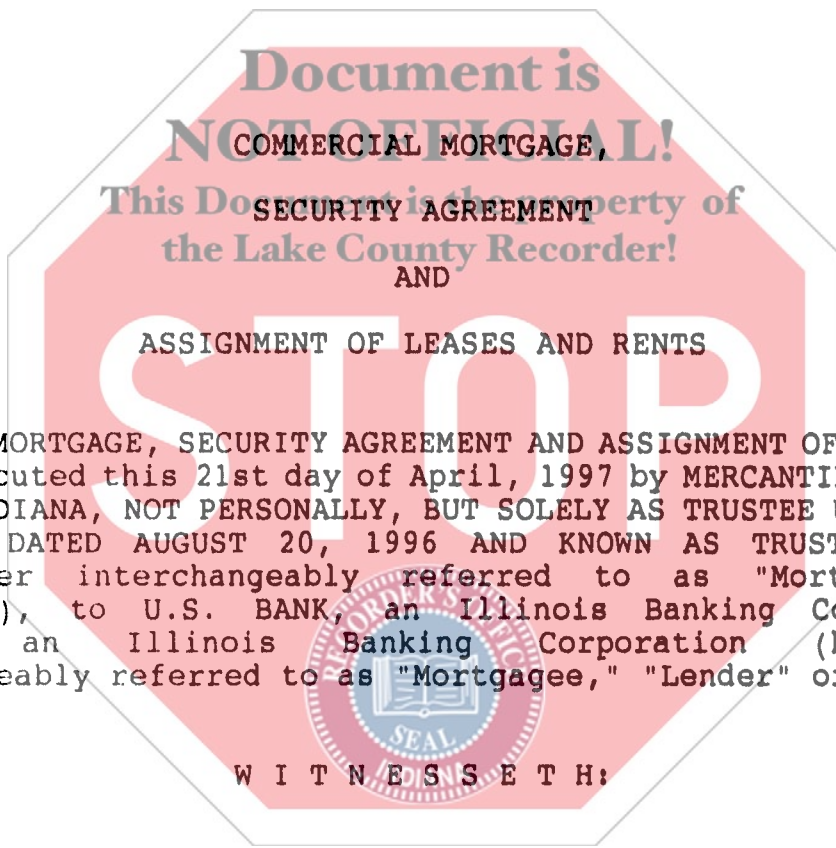 Document is
NOT OFFICIAL!
COMMERCIAL MORTGAGE,
This Document is the property of
SECURITY AGREEMENT
the Lake County Recorder!
AND
STOP
ASSIGNMENT OF LEASES AND RENTS
MORTGAGE, SECURITY AGREEMENT AND ASSIGNMENT OF
cuted this 21st day of April, 1997 by MERCANTI
DIANA, NOT PERSONALLY, BUT SOLELY AS TRUSTEE
DATED AUGUST 20, 1996 AND KNOWN AS TRUST
er interchangeably referred to as "Mort
), to U.S. BANK, an Illinois Banking Co
an Illinois Banking Corporation (
eably referred to as "Mortgagee," "Lender" o
RECORDER'S OFFICE
SEAL
INDIANA
W I T N E S S E T H: